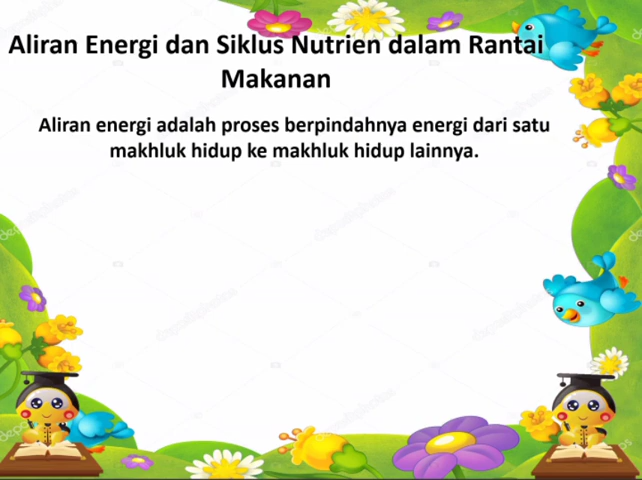 Aliran Energi dan Siklus Nutrien dalam Rantai
Makanan
Aliran energi adalah proses berpindahnya energi dari satu
makhluk hidup ke makhluk hidup lainnya.